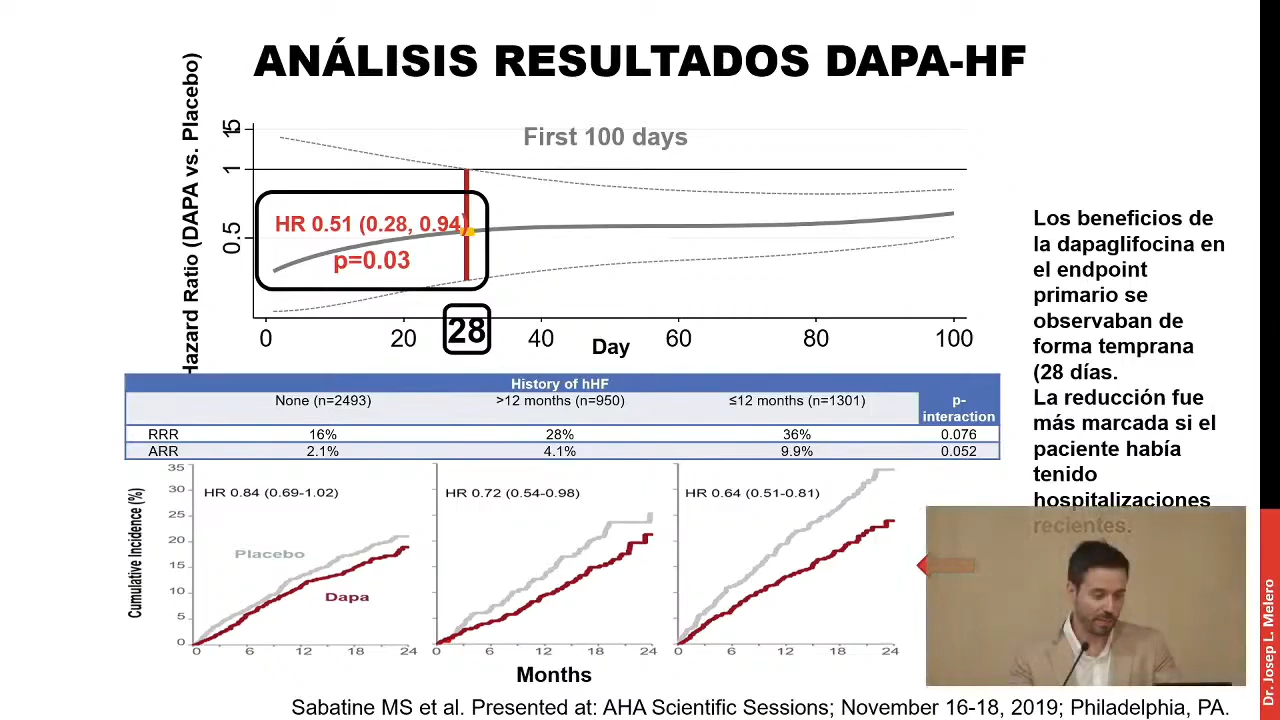 ANÁLISIS RESULTADOS DAPA-HF
Hazard Ratio (DAPA vs. Placebo)
15
1
0.5
First 100 days
HR 0.51 (0.28, 0.94)
p=0.03
0 20 28 40 60 80 100
Day
Los beneficios de
la dapaglifocina en
el endpoint
primario se
observaban de
forma temprana
(28 días.
La reducción fue
más marcada si el
paciente había
tenido
hospitalizaciones
recientes.
History of hHF
None (n=2493) >12 months (n=950) ≤12 months (n=1301) p-interaction
RRR 16% 28% 36% 0.076
ARR 2.1% 4.1% 9.9% 0.052
Cumulative Incidence (%)
35
30
25
20
15
10
5
0
HR 0.84 (0.69-1.02)
Placebo
Dapa
0 6 12 18 24
HR 0.72 (0.54-0.98)
0 6 12 18 24
HR 0.64 (0.51-0.81)
0 6 12 18 24
Months
Sabatine MS et al. Presented at: AHA Scientific Sessions; November 16-18, 2019; Philadelphia, PA.
Dr. Josep L. Melero